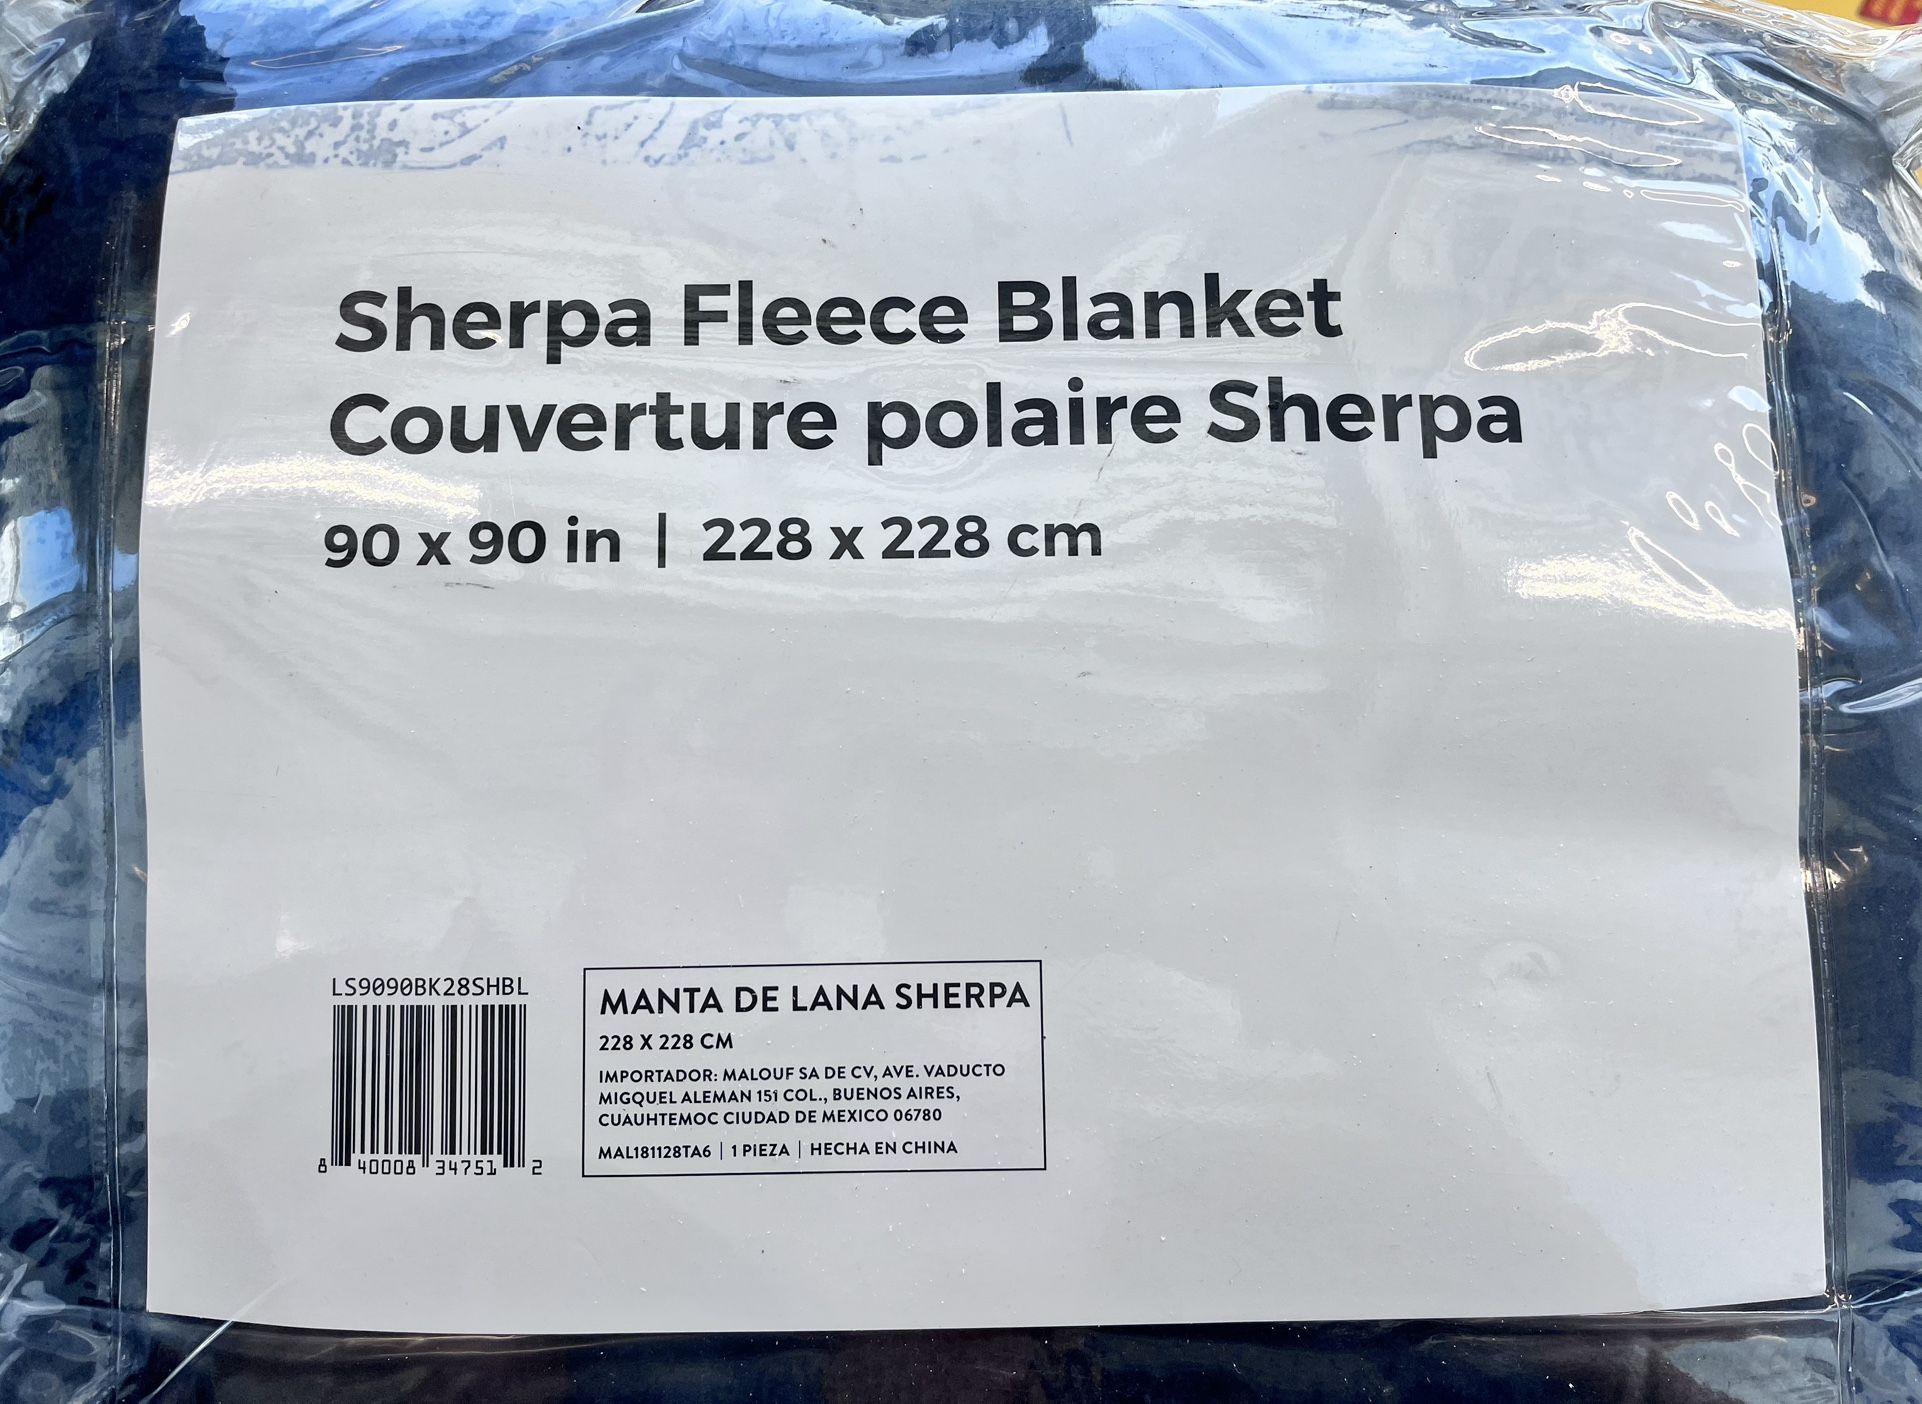 Sherpa Fleece Blanket
Couverture polaire Sherpa
90 x 90 in | 228 x 228 cm
LS9090BK28SHBL
8 40008 34751 2
MANTA DE LANA SHERPA
228 X 228 CM
IMPORTADOR: MALOUF SA DE CV, AVE. VADUCTO
MIGQUEL ALEMAN 151 COL., BUENOS AIRES,
CUAUHTEMOC CIUDAD DE MEXICO 06780
MAL181128TA6 | 1 PIEZA | HECHA EN CHINA